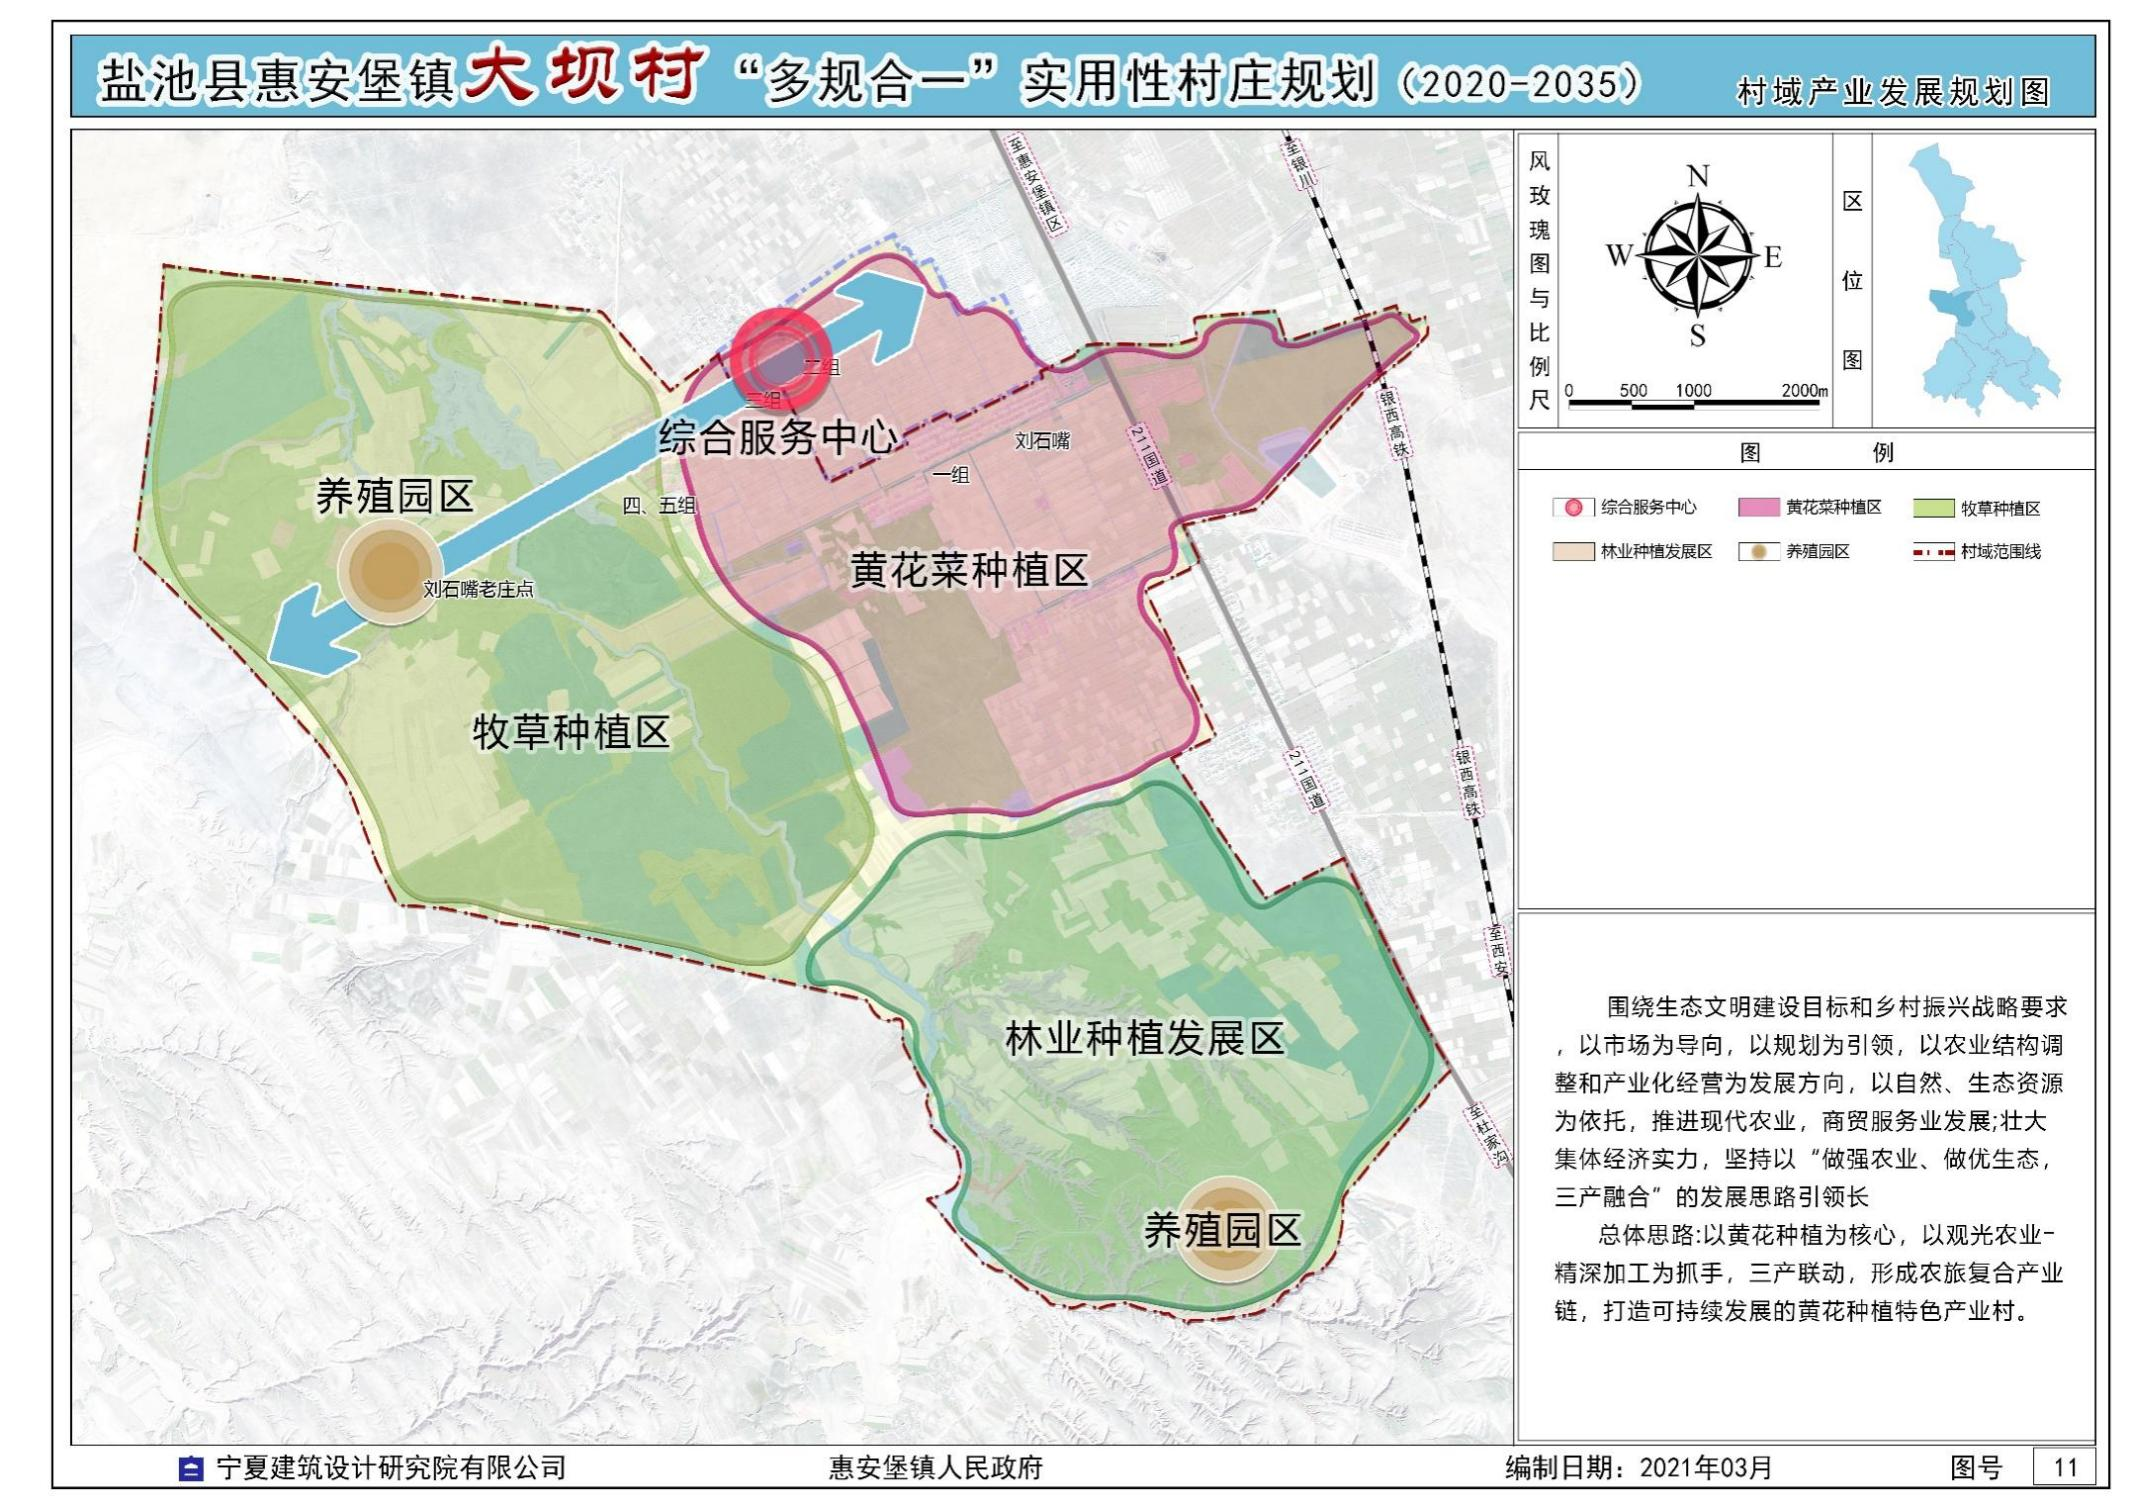 盐池县惠安堡镇大坝村“多规合一”实用性村庄规划（2020-2035） 村域产业发展规划图
至惠安堡镇区
至银川
二组
三组
综合服务中心
刘石嘴
一组
211国道
银西高铁
养殖园区
四、五组
刘石嘴老庄点
黄花菜种植区
牧草种植区
211国道
银西高铁
至西安
林业种植发展区
至杜家沟
养殖园区
风玫瑰图与比例尺
N
W
E
S
0 500 1000 2000m
区位图
图 例
综合服务中心 黄花菜种植区 牧草种植区
林业种植发展区 养殖园区 村域范围线
围绕生态文明建设目标和乡村振兴战略要求
，以市场为导向，以规划为引领，以农业结构调
整和产业化经营为发展方向，以自然、生态资源
为依托，推进现代农业，商贸服务业发展;壮大
集体经济实力，坚持以“做强农业、做优生态，
三产融合”的发展思路引领长
总体思路:以黄花种植为核心，以观光农业-
精深加工为抓手，三产联动，形成农旅复合产业
链，打造可持续发展的黄花种植特色产业村。
宁夏建筑设计研究院有限公司 惠安堡镇人民政府 编制日期：2021年03月 图号 11